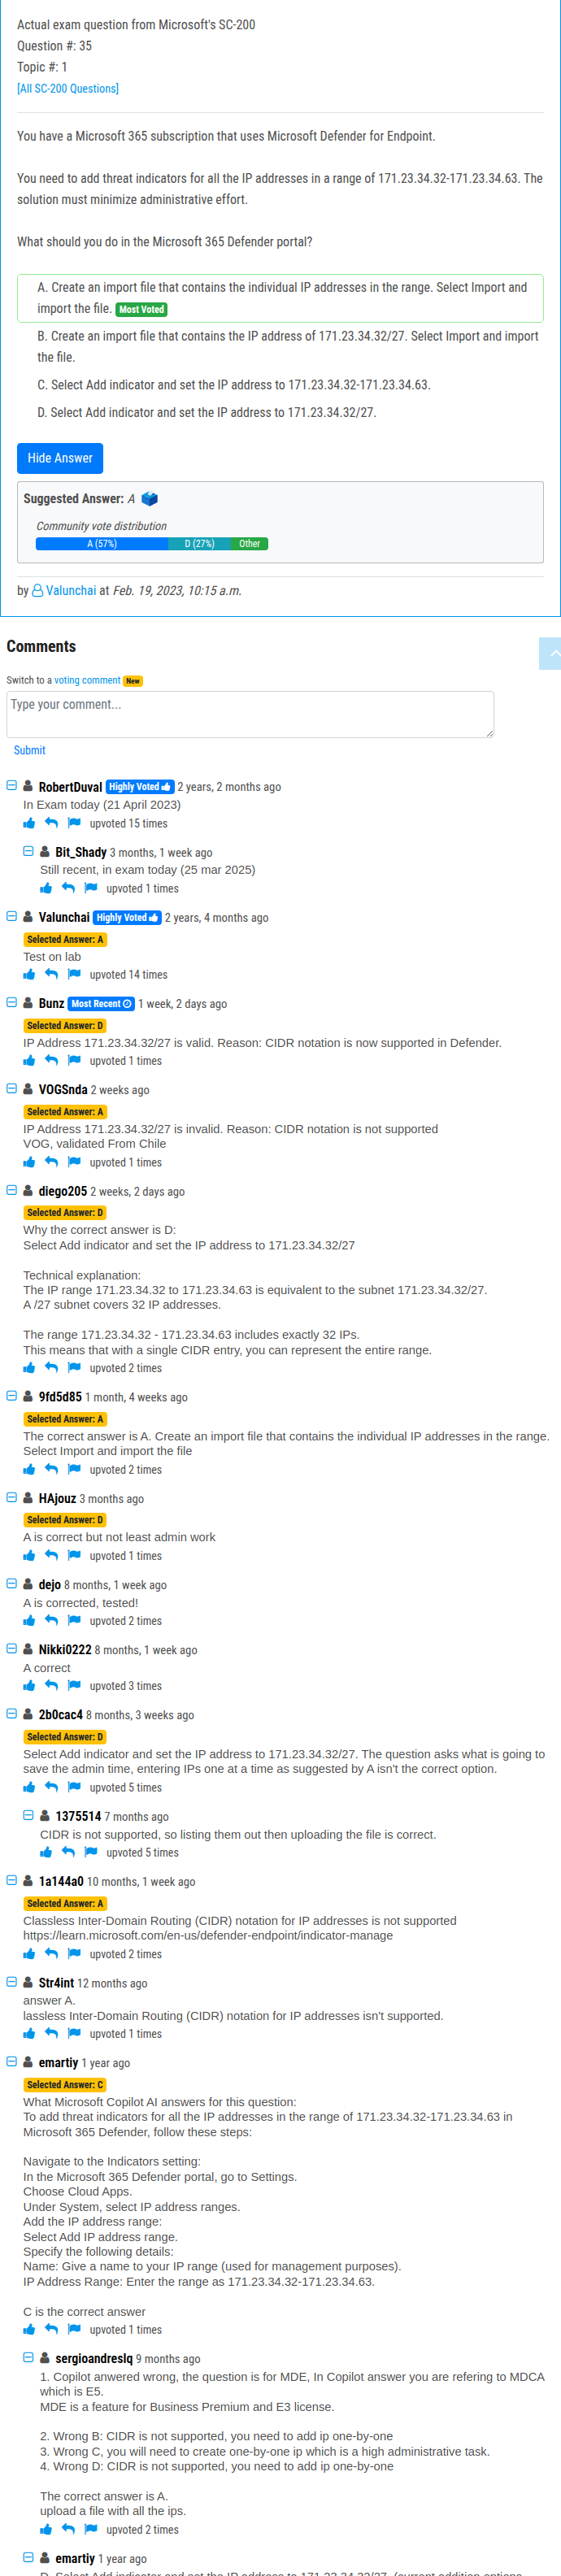 Actual exam question from Microsoft's SC-200
Question #: 35
Topic #: 1
[All SC-200 Questions]
You have a Microsoft 365 subscription that uses Microsoft Defender for Endpoint.
You need to add threat indicators for all the IP addresses in a range of 171.23.34.32-171.23.34.63. The
solution must minimize administrative effort.
What should you do in the Microsoft 365 Defender portal?
A. Create an import file that contains the individual IP addresses in the range. Select Import and
import the file. Most Voted
B. Create an import file that contains the IP address of 171.23.34.32/27. Select Import and import
the file.
C. Select Add indicator and set the IP address to 171.23.34.32-171.23.34.63.
D. Select Add indicator and set the IP address to 171.23.34.32/27.
Hide Answer
Suggested Answer: A
Community vote distribution
A (57%) D (27%) Other
by Valunchai at Feb. 19, 2023, 10:15 a.m.
Comments
Switch to a voting comment New
Type your comment...
Submit
RobertDuval Highly Voted 2 years, 2 months ago
In Exam today (21 April 2023)
upvoted 15 times
Bit_Shady 3 months, 1 week ago
Still recent, in exam today (25 mar 2025)
upvoted 1 times
Valunchai Highly Voted 2 years, 4 months ago
Selected Answer: A
Test on lab
upvoted 14 times
Bunz Most Recent 1 week, 2 days ago
Selected Answer: D
IP Address 171.23.34.32/27 is valid. Reason: CIDR notation is now supported in Defender.
upvoted 1 times
VOGSnda 2 weeks ago
Selected Answer: A
IP Address 171.23.34.32/27 is invalid. Reason: CIDR notation is not supported
VOG, validated From Chile
upvoted 1 times
diego205 2 weeks, 2 days ago
Selected Answer: D
Why the correct answer is D:
Select Add indicator and set the IP address to 171.23.34.32/27
Technical explanation:
The IP range 171.23.34.32 to 171.23.34.63 is equivalent to the subnet 171.23.34.32/27.
A /27 subnet covers 32 IP addresses.
The range 171.23.34.32 - 171.23.34.63 includes exactly 32 IPs.
This means that with a single CIDR entry, you can represent the entire range.
upvoted 2 times
9fd5d85 1 month, 4 weeks ago
Selected Answer: A
The correct answer is A. Create an import file that contains the individual IP addresses in the range.
Select Import and import the file
upvoted 2 times
HAjouz 3 months ago
Selected Answer: D
A is correct but not least admin work
upvoted 1 times
dejo 8 months, 1 week ago
A is corrected, tested!
upvoted 2 times
Nikki0222 8 months, 1 week ago
A correct
upvoted 3 times
2b0cac4 8 months, 3 weeks ago
Selected Answer: D
Select Add indicator and set the IP address to 171.23.34.32/27. The question asks what is going to
save the admin time, entering IPs one at a time as suggested by A isn't the correct option.
upvoted 5 times
1375514 7 months ago
CIDR is not supported, so listing them out then uploading the file is correct.
upvoted 5 times
1a144a0 10 months, 1 week ago
Selected Answer: A
Classless Inter-Domain Routing (CIDR) notation for IP addresses is not supported
https://learn.microsoft.com/en-us/defender-endpoint/indicator-manage
upvoted 2 times
Str4int 12 months ago
answer A.
lassless Inter-Domain Routing (CIDR) notation for IP addresses isn't supported.
upvoted 1 times
emartiy 1 year ago
Selected Answer: C
What Microsoft Copilot AI answers for this question:
To add threat indicators for all the IP addresses in the range of 171.23.34.32-171.23.34.63 in
Microsoft 365 Defender, follow these steps:
Navigate to the Indicators setting:
In the Microsoft 365 Defender portal, go to Settings.
Choose Cloud Apps.
Under System, select IP address ranges.
Add the IP address range:
Select Add IP address range.
Specify the following details:
Name: Give a name to your IP range (used for management purposes).
IP Address Range: Enter the range as 171.23.34.32-171.23.34.63.
C is the correct answer
upvoted 1 times
sergioandreslq 9 months ago
1. Copilot anwered wrong, the question is for MDE, In Copilot answer you are refering to MDCA
which is E5.
MDE is a feature for Business Premium and E3 license.
2. Wrong B: CIDR is not supported, you need to add ip one-by-one
3. Wrong C, you will need to create one-by-one ip which is a high administrative task.
4. Wrong D: CIDR is not supported, you need to add ip one-by-one
The correct answer is A.
upload a file with all the ips.
upvoted 2 times
emartiy 1 year ago